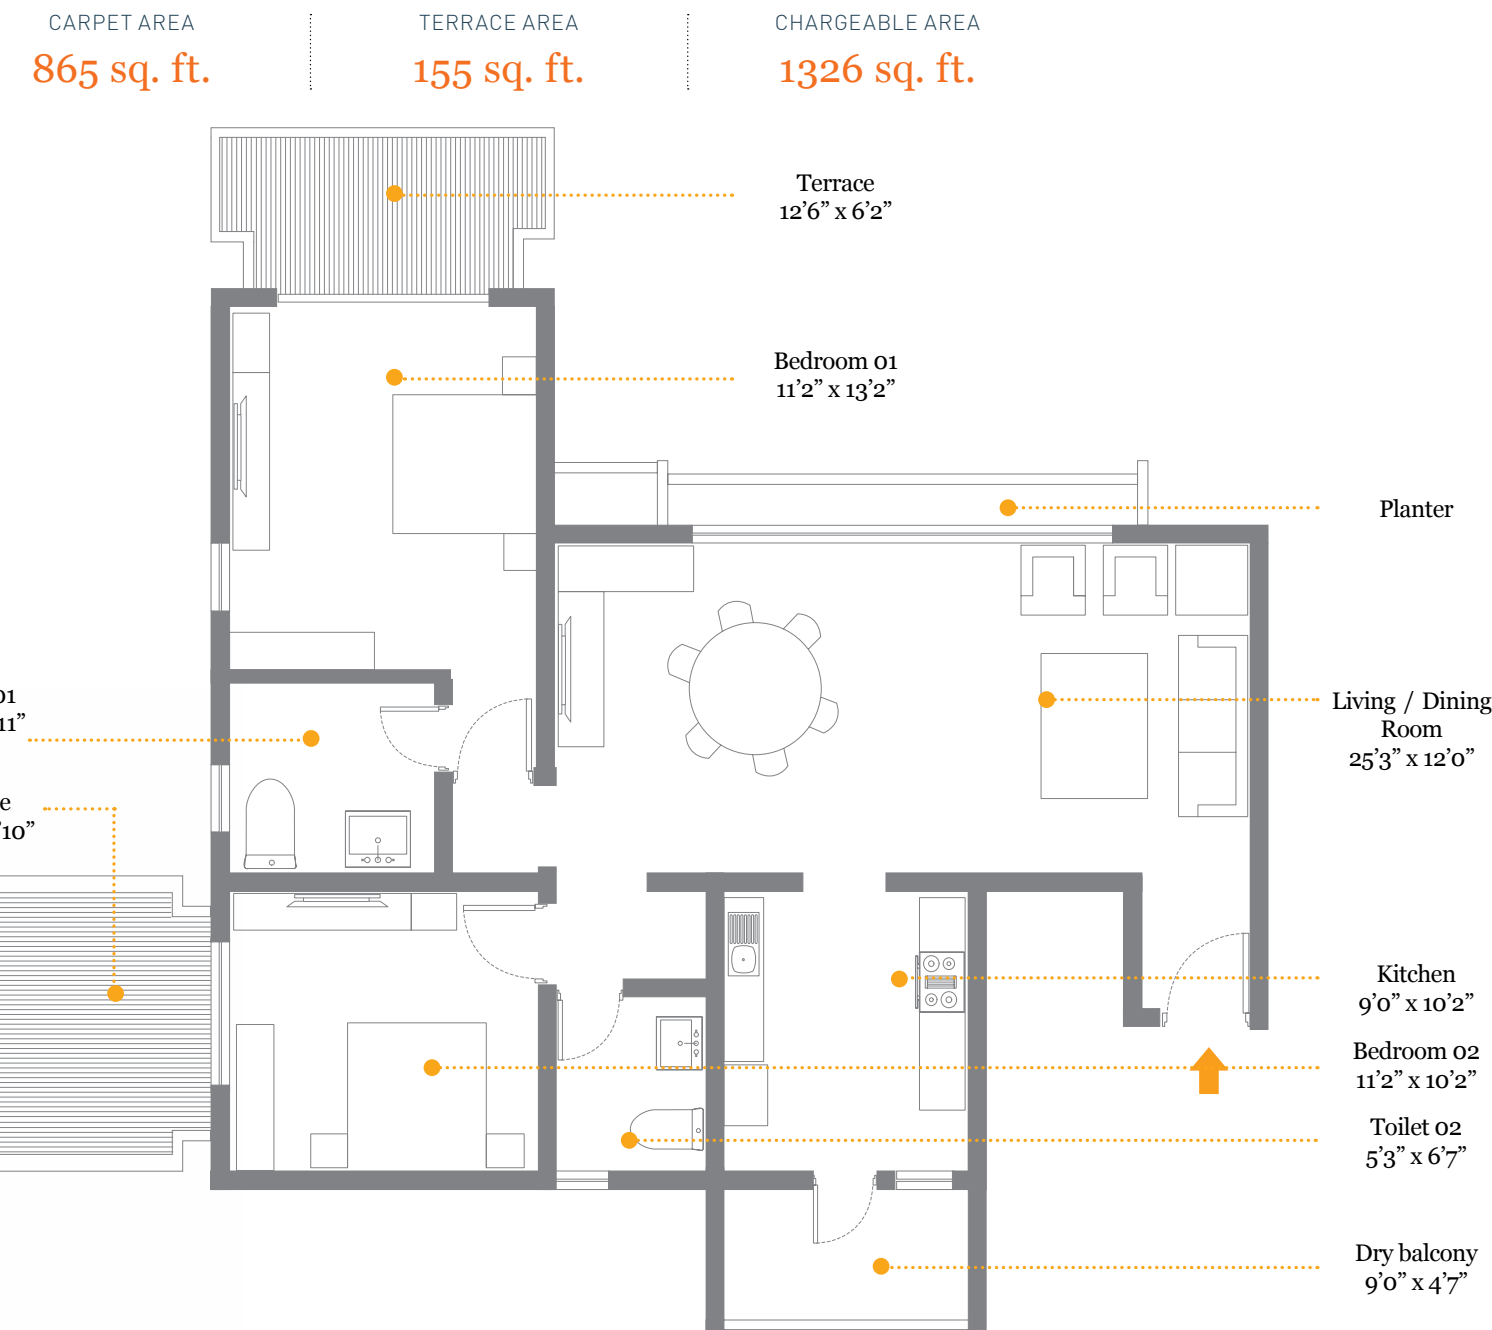 CARPET AREA
865 sq. ft.
TERRACE AREA
155 sq. ft.
CHARGEABLE AREA
1326 sq. ft.
Terrace
12’6” x 6’2”
Bedroom 01
11’2” x 13’2”
Planter
01
11”
Living / Dining
Room
25’3” x 12’0”
e
’10”
Kitchen
9’0” x 10’2”
Bedroom 02
11’2” x 10’2”
Toilet 02
5’3” x 6’7”
Dry balcony
9’0” x 4’7”